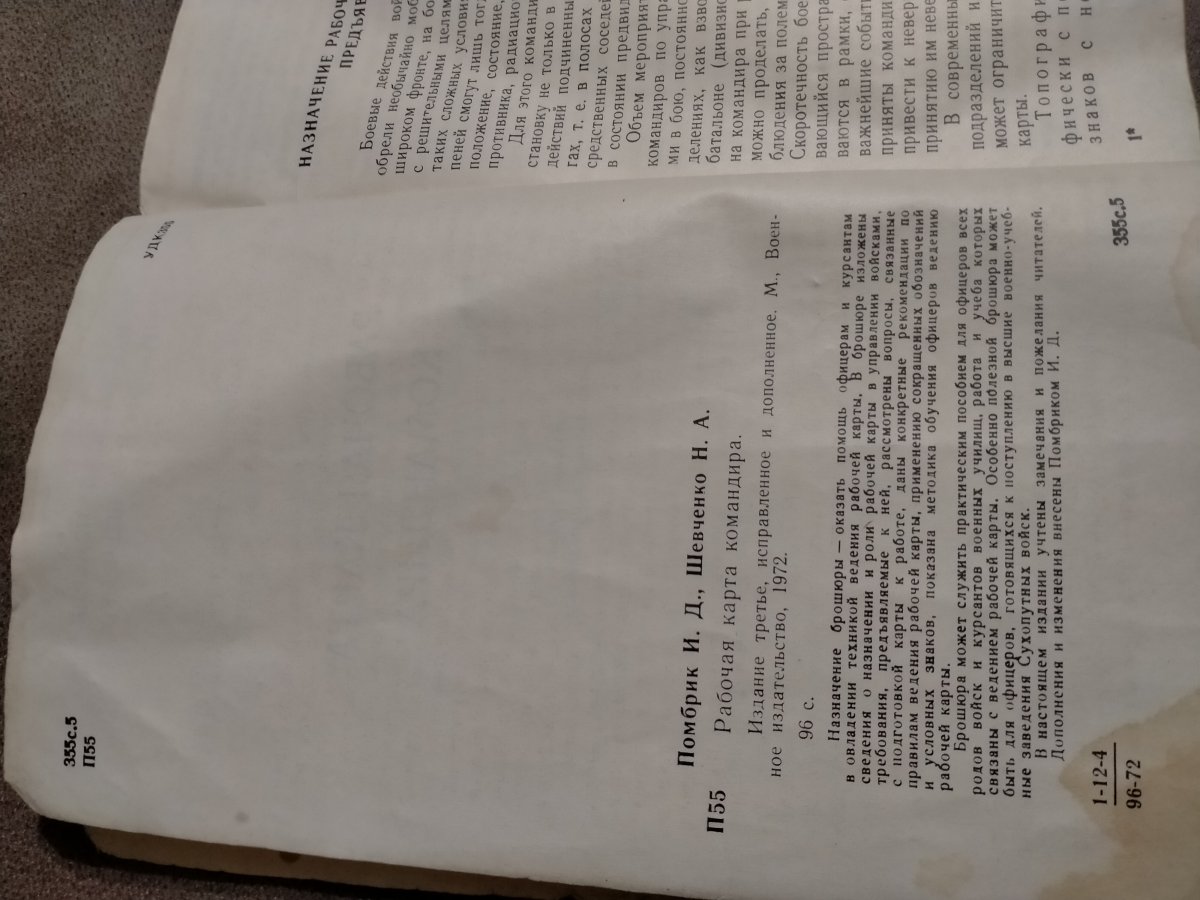 355с.5
П55
УДК
Помбрик И. Д., Шевченко Н. А.
П55 Рабочая карта командира.
Издание третье, исправленное и дополненное. М., Воен-
ное издательство, 1972.
96 с.
Назначение брошюры — оказать помощь офицерам и курсантам
в овладении техникой ведения рабочей карты. В брошюре изложены
сведения о назначении и роли рабочей карты в управлении войсками,
требования, предъявляемые к ней, рассмотрены вопросы, связанные
с подготовкой карты к работе, даны конкретные рекомендации по
правилам ведения рабочей карты, применению сокращенных обозначений
и условных знаков, показана методика обучения офицеров ведению
рабочей карты.
Брошюра может служить практическим пособием для офицеров всех
родов войск и курсантов военных училищ, работа и учеба которых
связаны с ведением рабочей карты. Особенно полезной брошюра может
быть для офицеров, готовящихся к поступлению в высшие военно-учеб-
ные заведения Сухопутных войск.
В настоящем издании учтены замечания и пожелания читателей.
Дополнения и изменения внесены Помбриком И. Д.
1-12-4
96-72
355с.5
НАЗНАЧЕНИЕ РАБОЧ
ПРЕДЪЯВ
Боевые действия вой
обрели необычайно моб
широком фронте, на бо
с решительными целям
таких сложных услови
пеней смогут лишь тог
положение, состояние,
противника, радиацио
Для этого команди
становку не только в
действий подчиненны
гах, т. е. в полосах
средственных соседе
в состоянии предвид
Объем мероприят
командиров по упра
ми в бою, постоянно
делениях, как взво
батальоне (дивизио
на командира при р
можно проделать,
блюдения за полем
Скоротечность бое
вающийся простра
ваются в рамки,
важнейшие событи
приняты команди
привести к невер
принятию им неве
В современны
подразделений и
может ограничит
карты.
Топографи
фически с по
знаков с но
1*